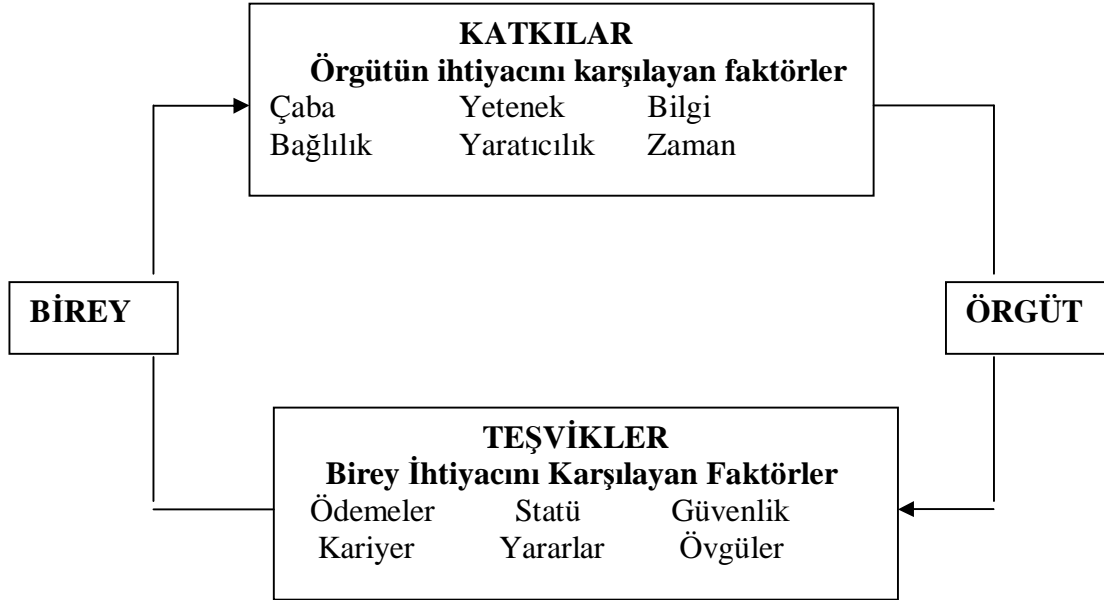 KATKILAR
Örgütün ihtiyacını karşılayan faktörler
Çaba Yetenek Bilgi
Bağlılık Yaratıcılık Zaman
BİREY
ÖRGÜT
TEŞVİKLER
Birey İhtiyacını Karşılayan Faktörler
Ödemeler Statü Güvenlik
Kariyer Yararlar Övgüler